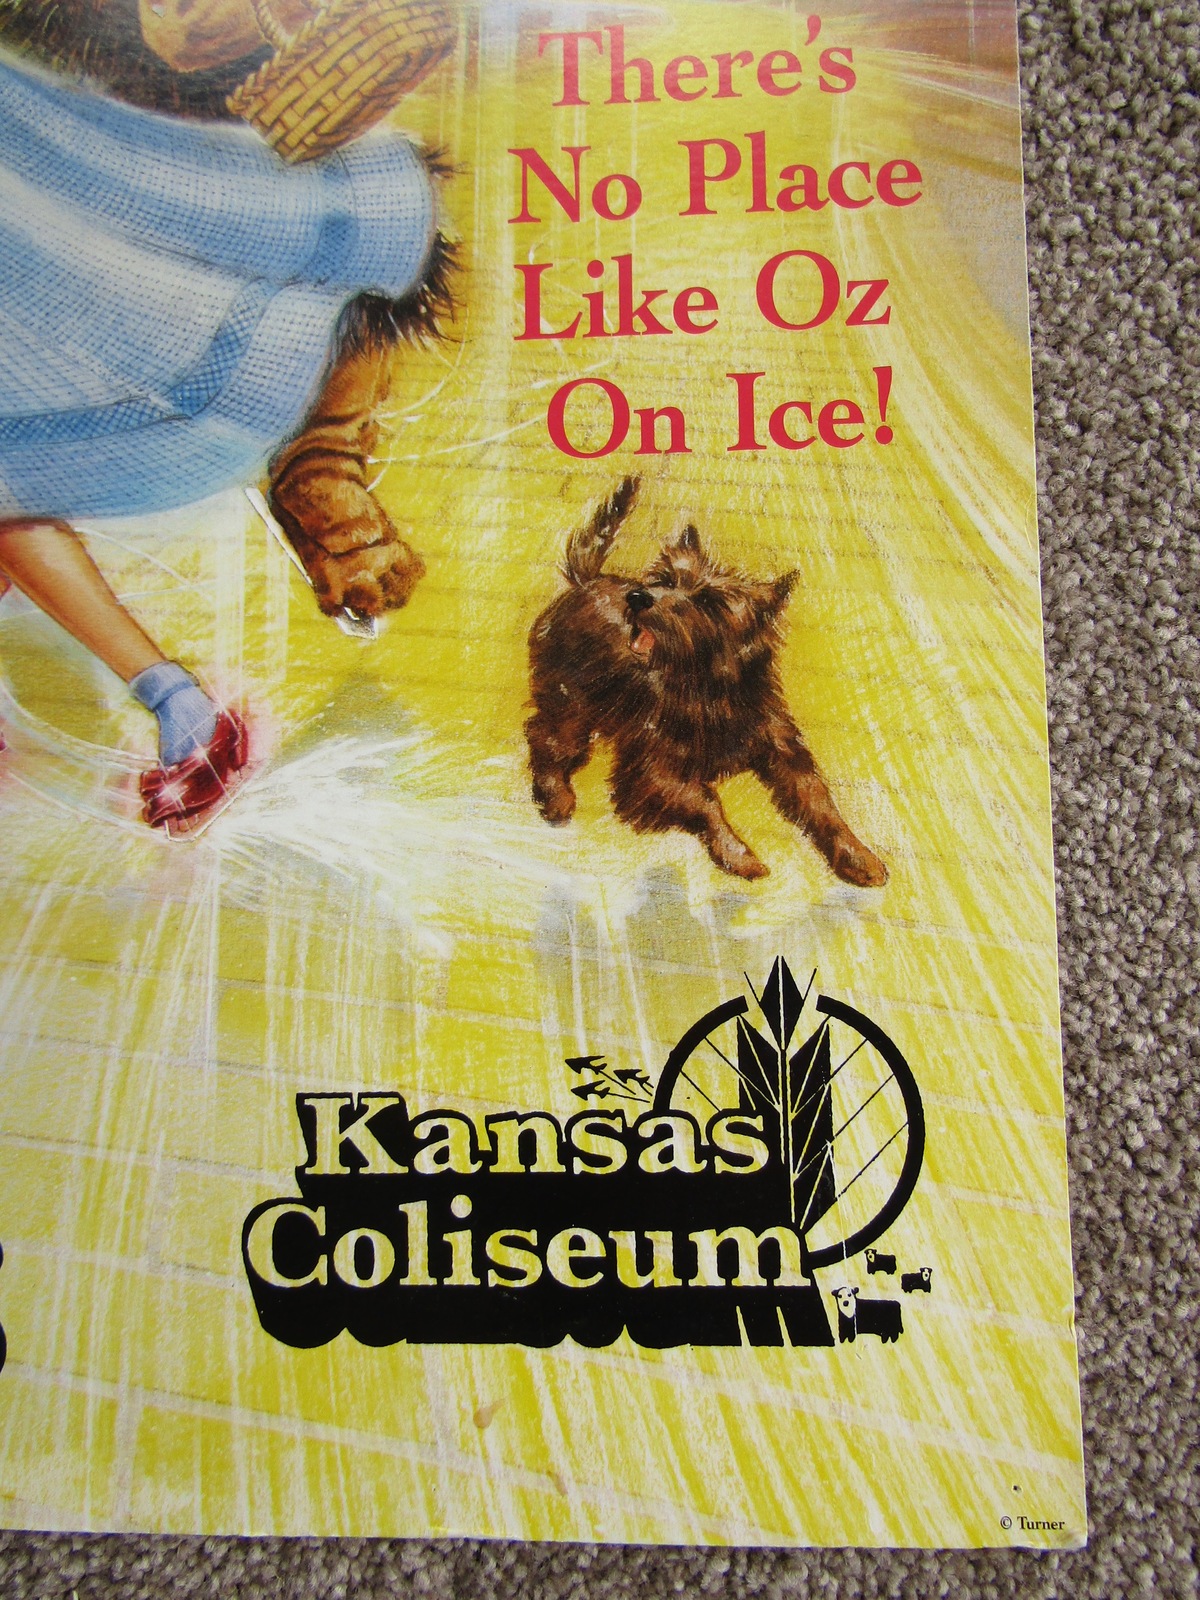 There's
No Place
Like Oz
On Ice!
Kansas
Coliseum
© Turner